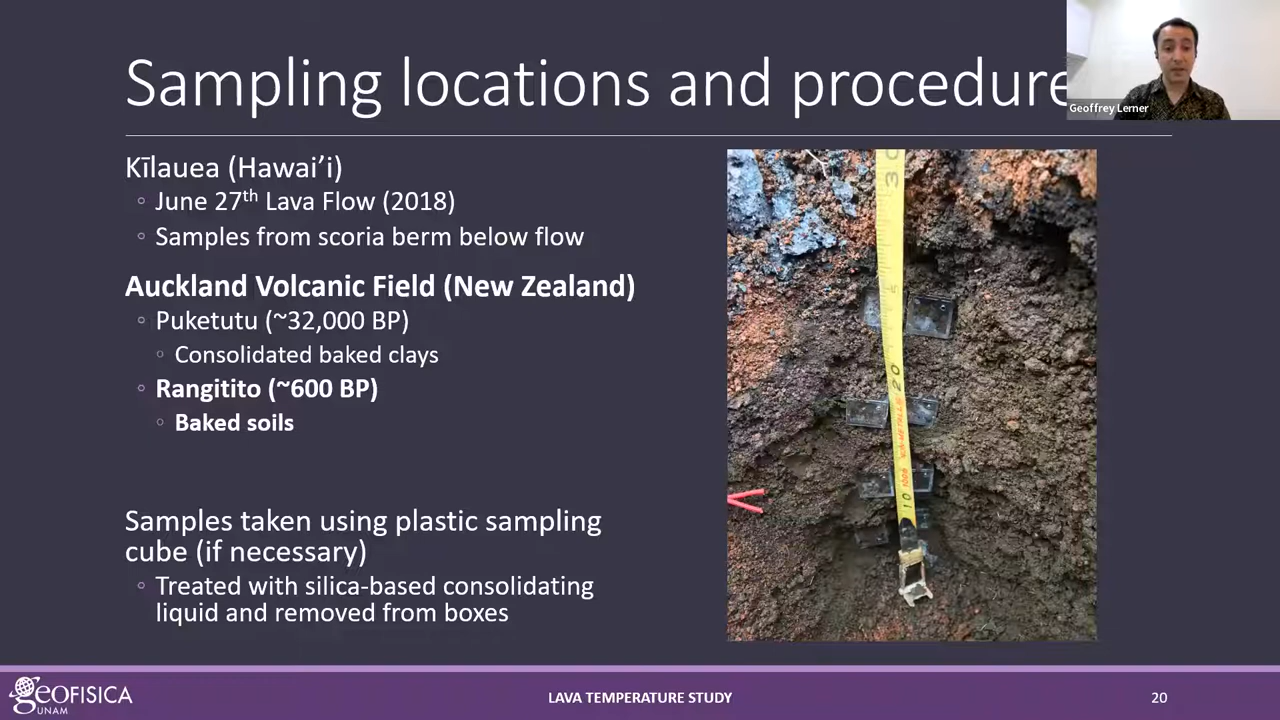 Sampling locations and procedure
Geoffrey Lerner
Kīlauea (Hawai’i)
◦ June 27th Lava Flow (2018)
◦ Samples from scoria berm below flow
Auckland Volcanic Field (New Zealand)
◦ Puketutu (~32,000 BP)
◦ Consolidated baked clays
◦ Rangitito (~600 BP)
◦ Baked soils
Samples taken using plastic sampling
cube (if necessary)
◦ Treated with silica-based consolidating
liquid and removed from boxes
20
10
GEOFISICA
UNAM
LAVA TEMPERATURE STUDY
20